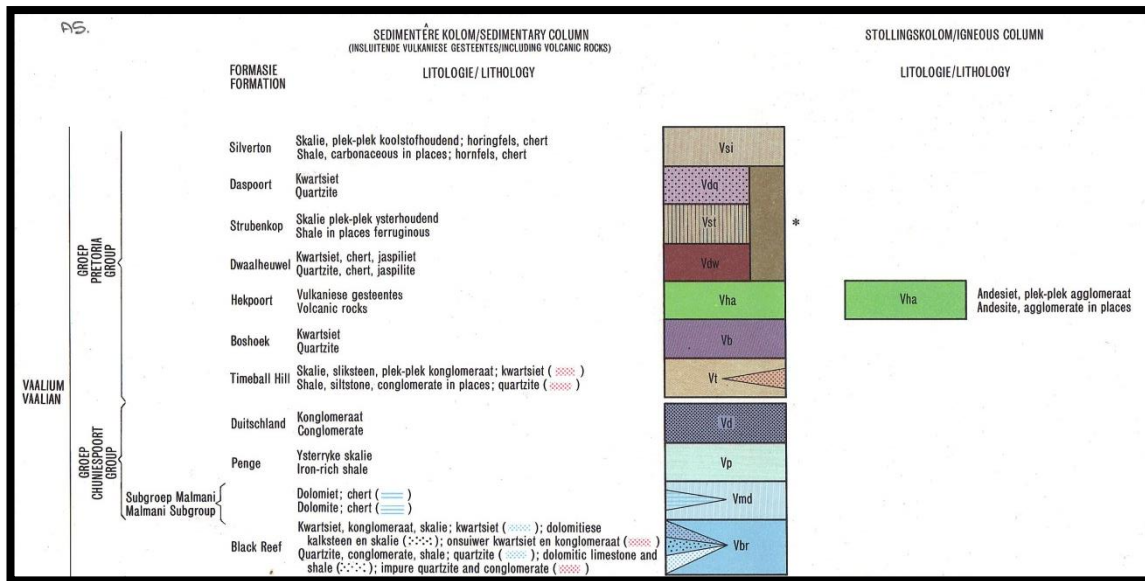 AS.
SEDIMENTÊRE KOLOM/SEDIMENTARY COLUMN
(INSLUITENDE VULKANIESE GESTEENTES/INCLUDING VOLCANIC ROCKS)
STOLLINGSKOLOM/IGNEOUS COLUMN
FORMASIE
FORMATION
LITOLOGIE/LITHOLOGY
LITOLOGIE/LITHOLOGY
VAALIUM
VAALIAN
GROEP
PRETORIA
GROUP
Silverton
Skalie, plek-plek koolstofhoudend; horingfels, chert
Shale, carbonaceous in places; hornfels, chert
Vsi
Daspoort
Kwartsiet
Quartzite
Vdq
Strubenkop
Skalie plek-plek ysterhoudend
Shale in places ferruginous
Vst
*
Dwaalheuwel
Kwartsiet, chert, jaspiliet
Quartzite, chert, jaspilite
Vdw
Hekpoort
Vulkaniese gesteentes
Volcanic rocks
Vha
Vha
Andesiet, plek-plek agglomeraat
Andesite, agglomerate in places
Boshoek
Kwartsiet
Quartzite
Vb
Timeball Hill
Skalie, sliksteen, plek-plek konglomeraat; kwartsiet ( )
Shale, siltstone, conglomerate in places; quartzite ( )
Vt
GROEP
CHUNIESPOORT
GROUP
Duitschland
Konglomeraat
Conglomerate
Vd
Penge
Ysterryke skalie
Iron-rich shale
Vp
Subgroep Malmani
Malmani Subgroup
Dolomiet; chert ( )
Dolomite; chert ( )
Vmd
Black Reef
Kwartsiet, konglomeraat, skalie; kwartsiet ( ); dolomitiese
kalksteen en skalie ( ); onsuiwer kwartsiet en konglomeraat ( )
Quartzite, conglomerate, shale; quartzite ( ); dolomitic limestone and
shale ( ); impure quartzite and conglomerate ( )
Vbr